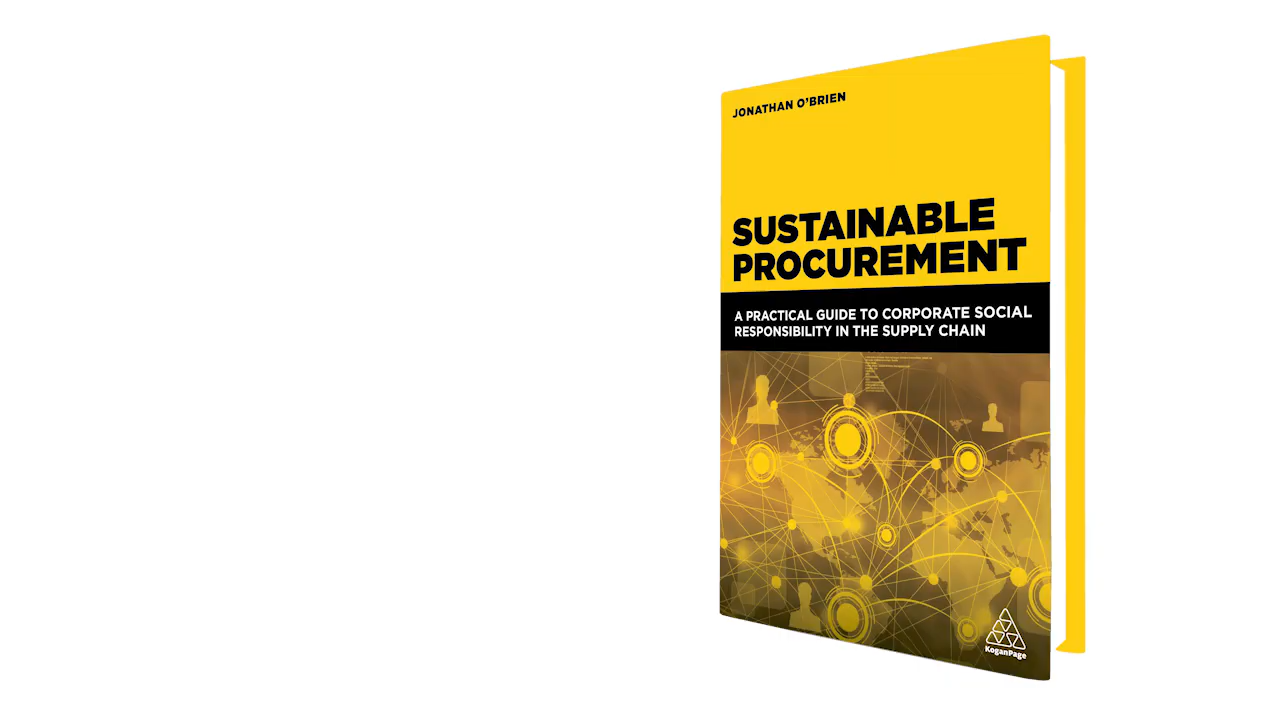 JONATHAN O'BRIEN
SUSTAINABLE
PROCUREMENT
A PRACTICAL GUIDE TO CORPORATE SOCIAL
RESPONSIBILITY IN THE SUPPLY CHAIN
KoganPage